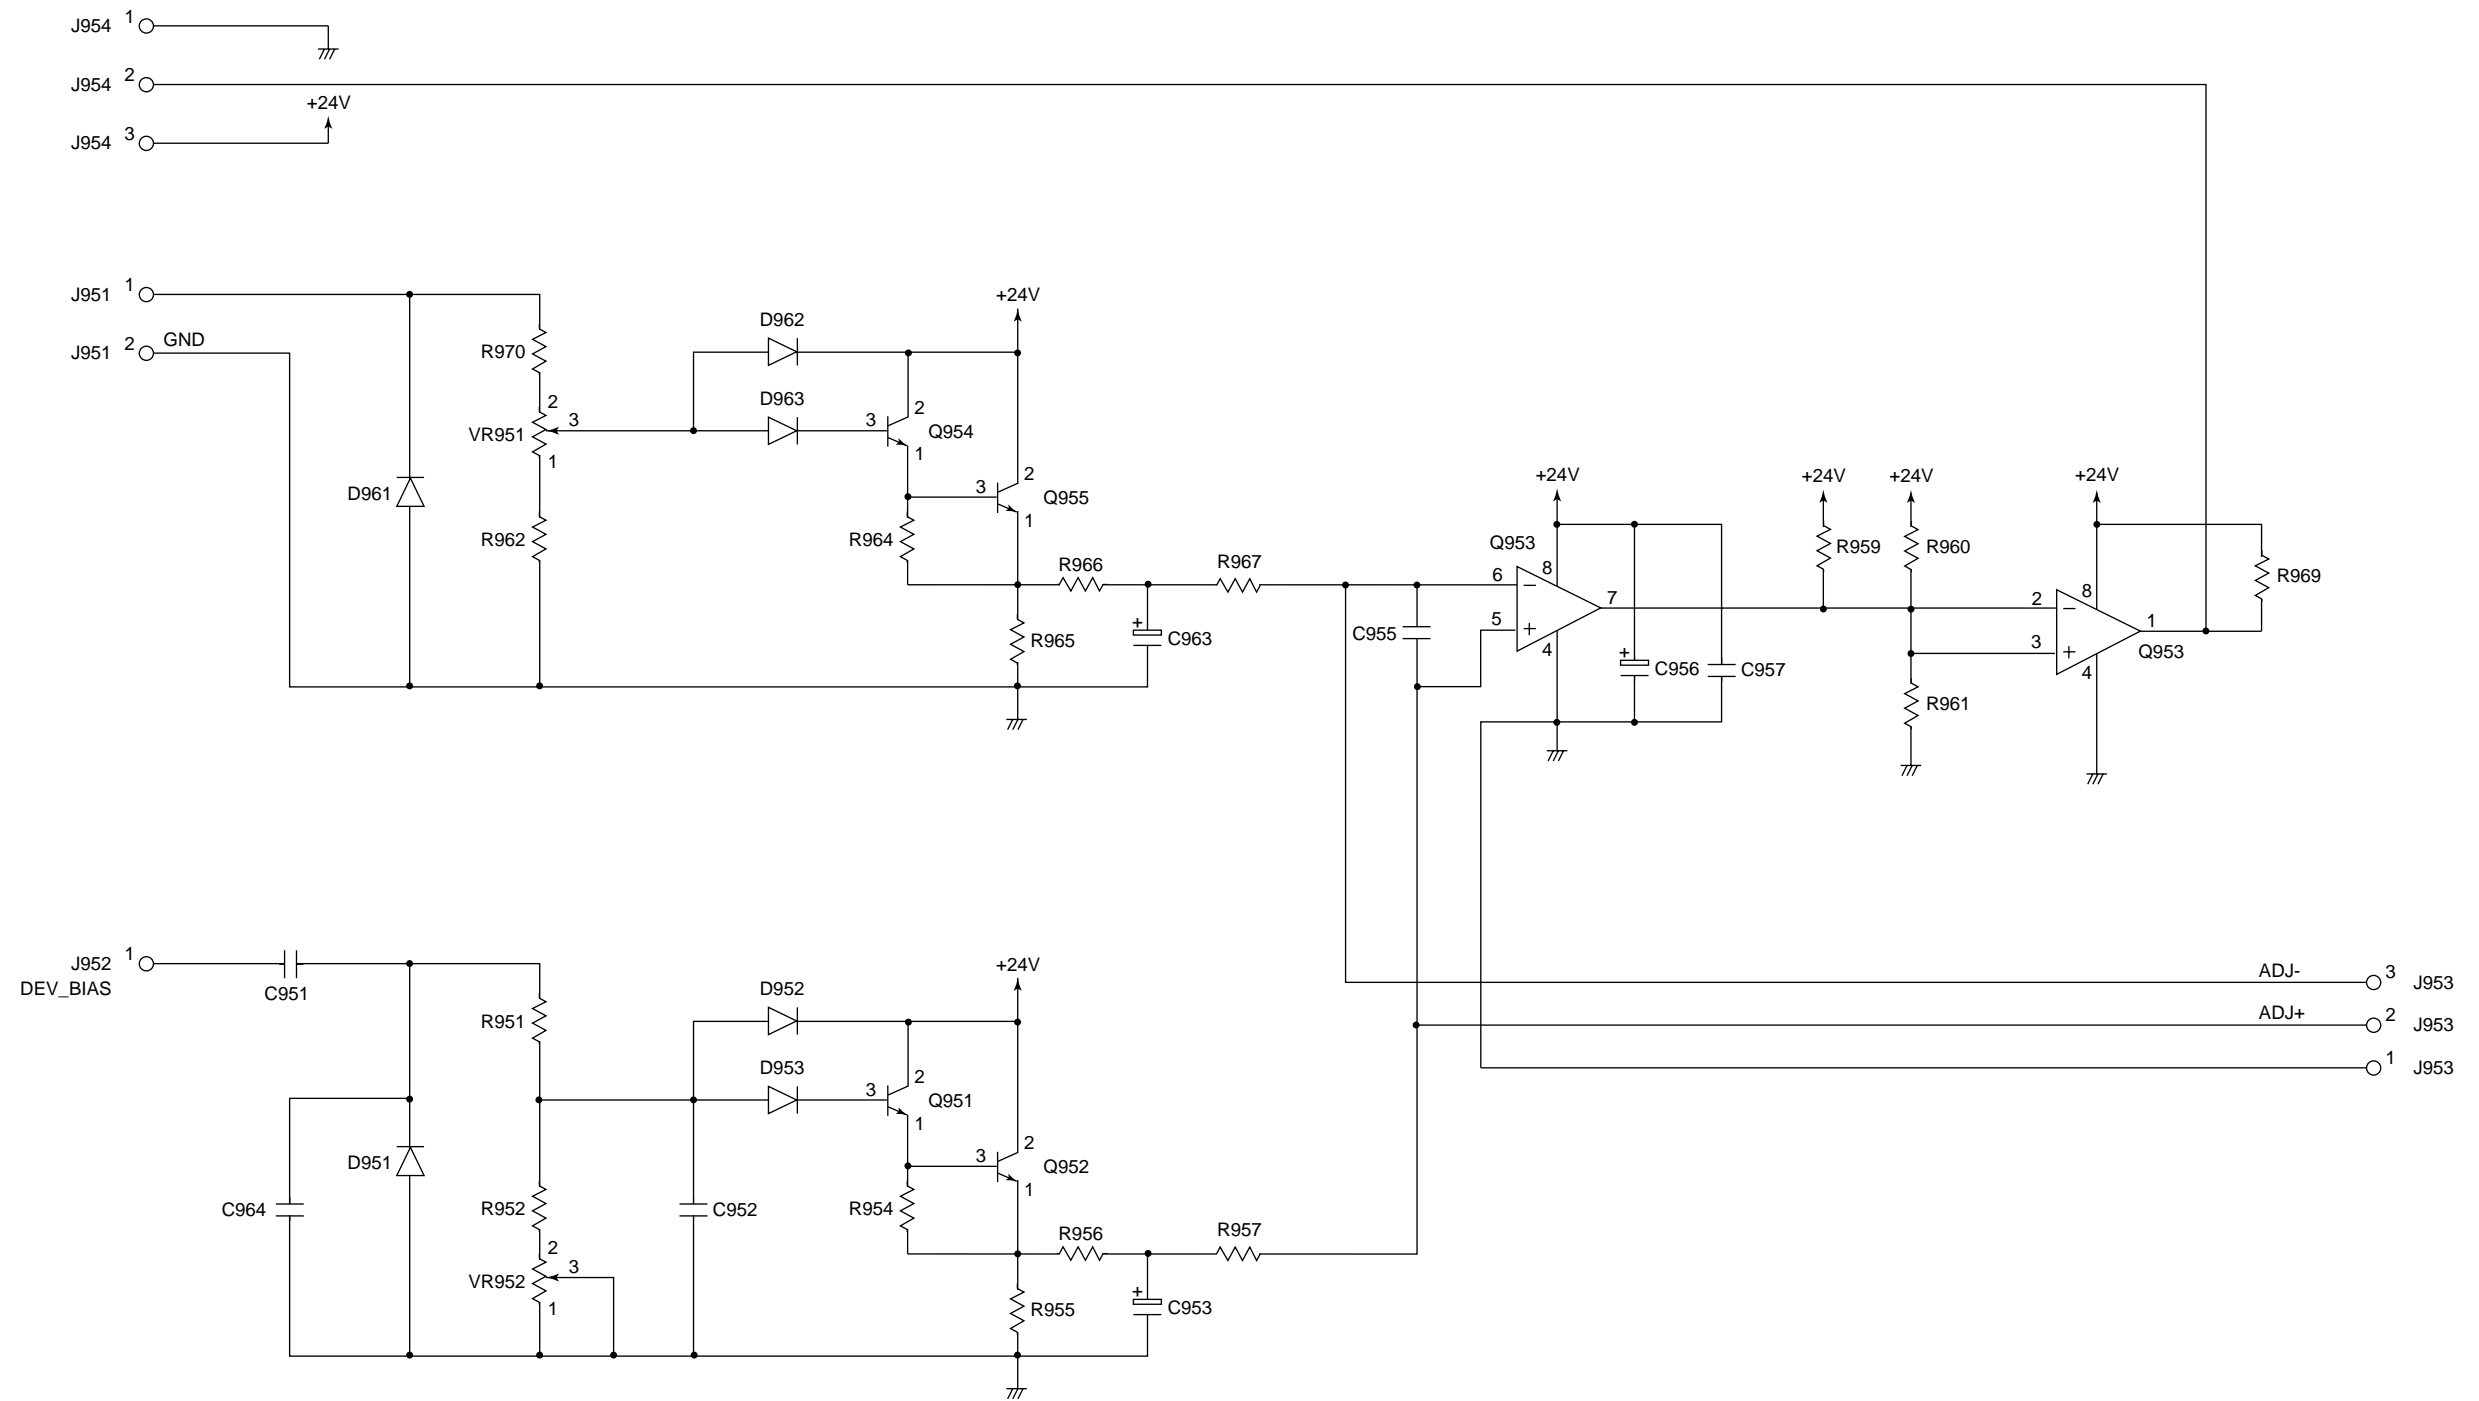 J954 1
J954 2
+24V
J954 3
J951 1
J951 2 GND
D961
R970
2
VR951 3
1
R962
D962
D963
+24V
3 2 Q954
1
3 2 Q955
1
R964
R966
R967
R965
+ C963
C955
+24V
Q953
6 − 8
7
5 +
4
+ C956
C957
+24V
R959
+24V
R960
R961
+24V
2 − 8
1
3 + Q953
4
R969
J952 1
DEV_BIAS
C951
R951
D951
C964
R952
2
VR952 3
1
C952
D952
D953
+24V
3 2 Q951
1
3 2 Q952
1
R954
R956
R957
R955
+ C953
ADJ- 3 J953
ADJ+ 2 J953
1 J953